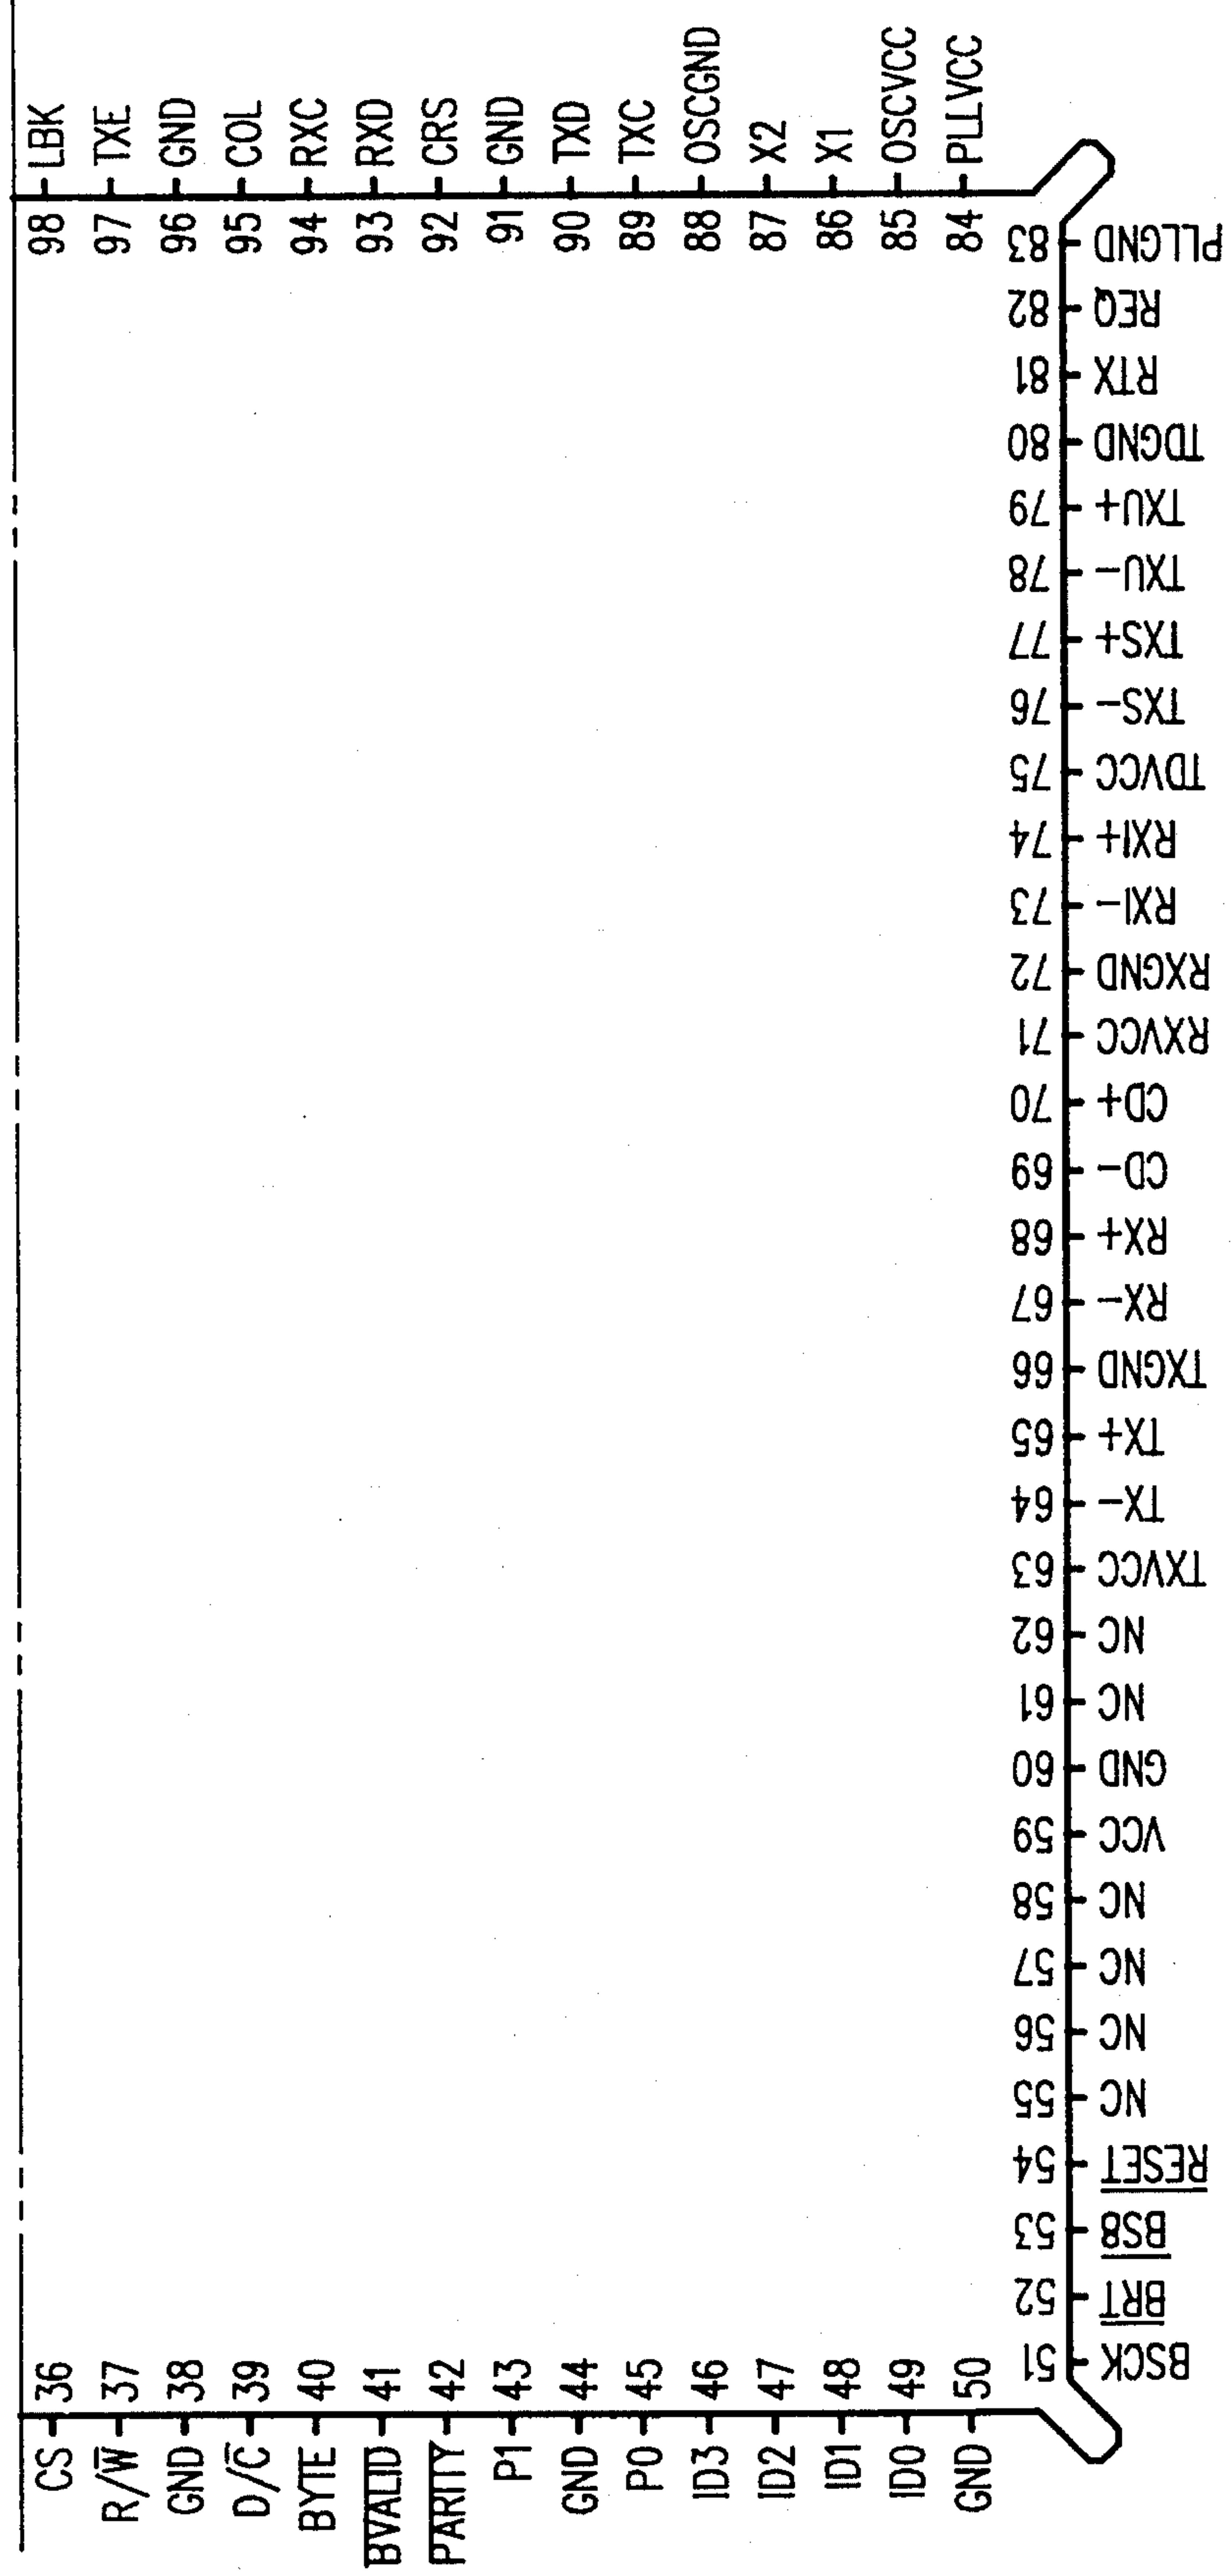 CS 36
R/W̅ 37
GND 38
D/C̅ 39
BYTE 40
B̅V̅A̅L̅I̅D̅ 41
P̅A̅R̅I̅T̅Y̅ 42
P1 43
GND 44
P0 45
ID3 46
ID2 47
ID1 48
ID0 49
GND 50
51 BSCK
52 B̅R̅T̅
53 B̅S̅8̅
54 R̅E̅S̅E̅T̅
55 NC
56 NC
57 NC
58 NC
59 VCC
60 GND
61 NC
62 NC
63 TXVCC
64 TX-
65 TX+
66 TXGND
67 RX-
68 RX+
69 CD-
70 CD+
71 RXVCC
72 RXGND
73 RXI-
74 RXI+
75 TDVCC
76 TXS-
77 TXS+
78 TXU-
79 TXU+
80 TDGND
81 RTX
82 REQ
83 PLLGND
84 PLLVCC
85 OSCVCC
86 X1
87 X2
88 OSCGND
89 TXC
90 TXD
91 GND
92 CRS
93 RXD
94 RXC
95 COL
96 GND
97 TXE
98 LBK